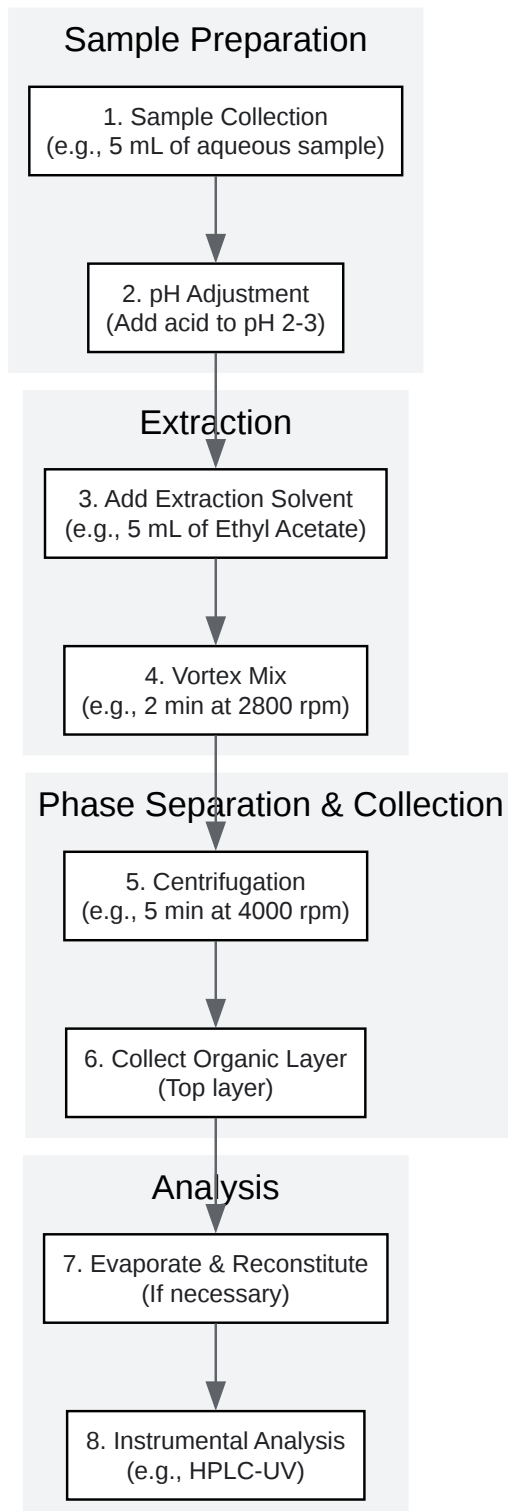 Sample Preparation
1. Sample Collection
(e.g., 5 mL of aqueous sample)
2. pH Adjustment
(Add acid to pH 2-3)
Extraction
3. Add Extraction Solvent
(e.g., 5 mL of Ethyl Acetate)
4. Vortex Mix
(e.g., 2 min at 2800 rpm)
Phase Separation & Collection
5. Centrifugation
(e.g., 5 min at 4000 rpm)
6. Collect Organic Layer
(Top layer)
Analysis
7. Evaporate & Reconstitute
(If necessary)
8. Instrumental Analysis
(e.g., HPLC-UV)